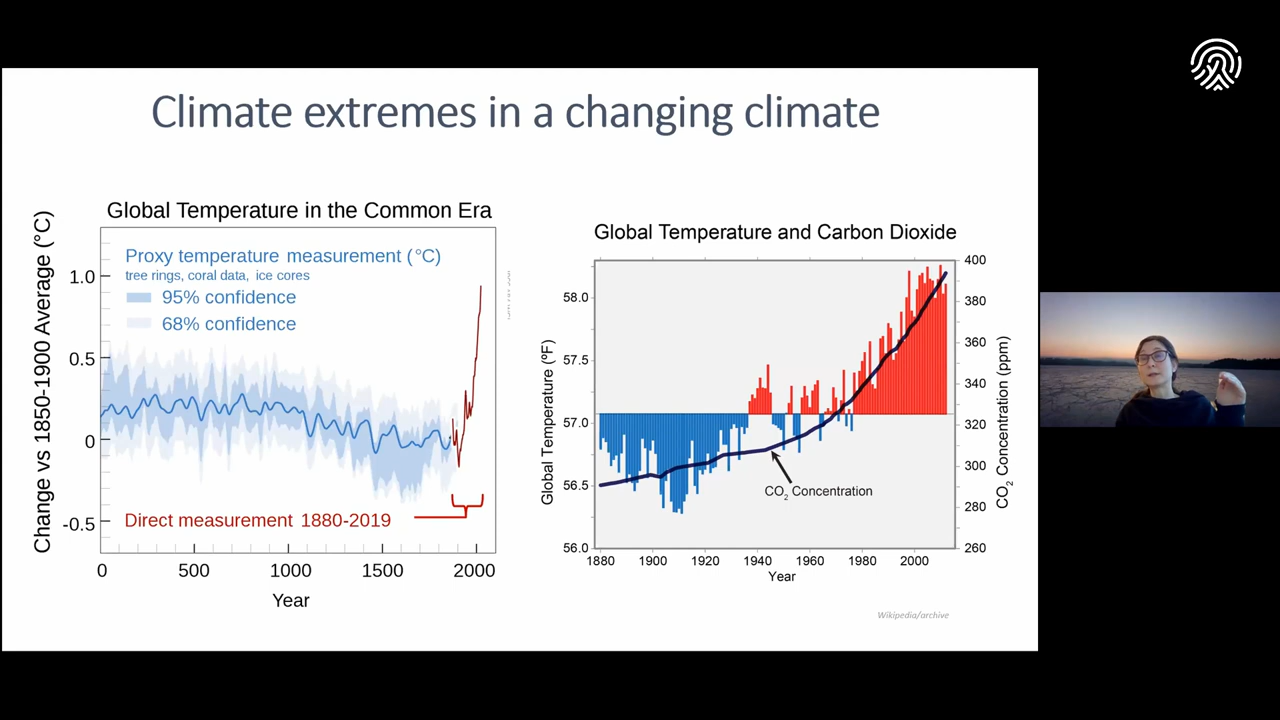 Climate extremes in a changing climate
Global Temperature in the Common Era
Change vs 1850-1900 Average (°C)
Proxy temperature measurement (°C)
tree rings, coral data, ice cores
95% confidence
68% confidence
1.0
0.5
0
-0.5
Direct measurement 1880-2019
0 500 1000 1500 2000
Year
Global Temperature and Carbon Dioxide
Global Temperature (ºF)
58.0
57.5
57.0
56.5
56.0
CO2 Concentration
400
380
360
340
320
300
280
260
CO2 Concentration (ppm)
1880 1900 1920 1940 1960 1980 2000
Year
Wikipedia/archive